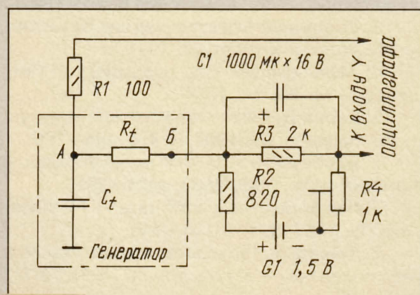 C1 1000 мк × 16 В
К входу Y
осциллографа
R1 100
+
R3 2 к
Rt
А
Б
R2
820
R4
1 к
Ct
+ −
Генератор
G1 1,5 В